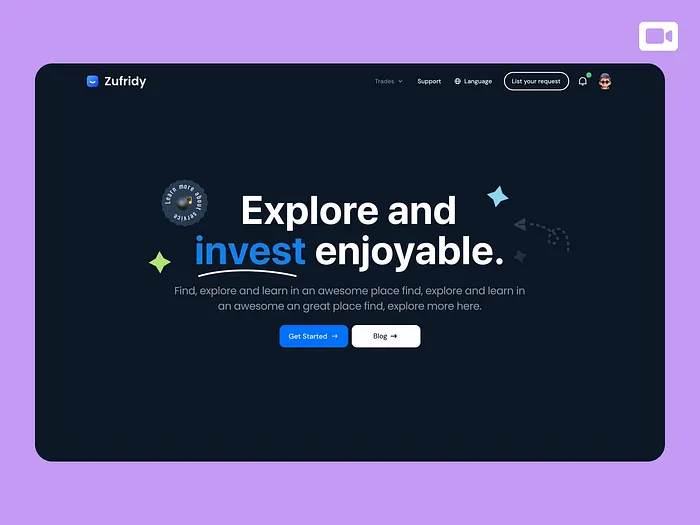 Zufridy
Trades
Support
Language
List your request
Learn more about service
Explore and
invest enjoyable.
Find, explore and learn in an awesome place find, explore and learn in
an awesome an great place find, explore more here.
Get Started
Blog